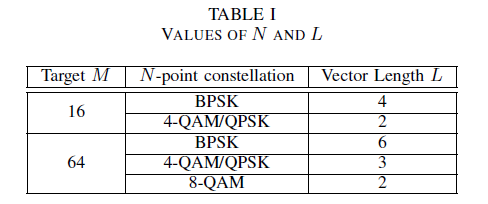 TABLE I
VALUES OF N AND L
Target M N-point constellation Vector Length L
16 BPSK 4
4-QAM/QPSK 2
64 BPSK 6
4-QAM/QPSK 3
8-QAM 2